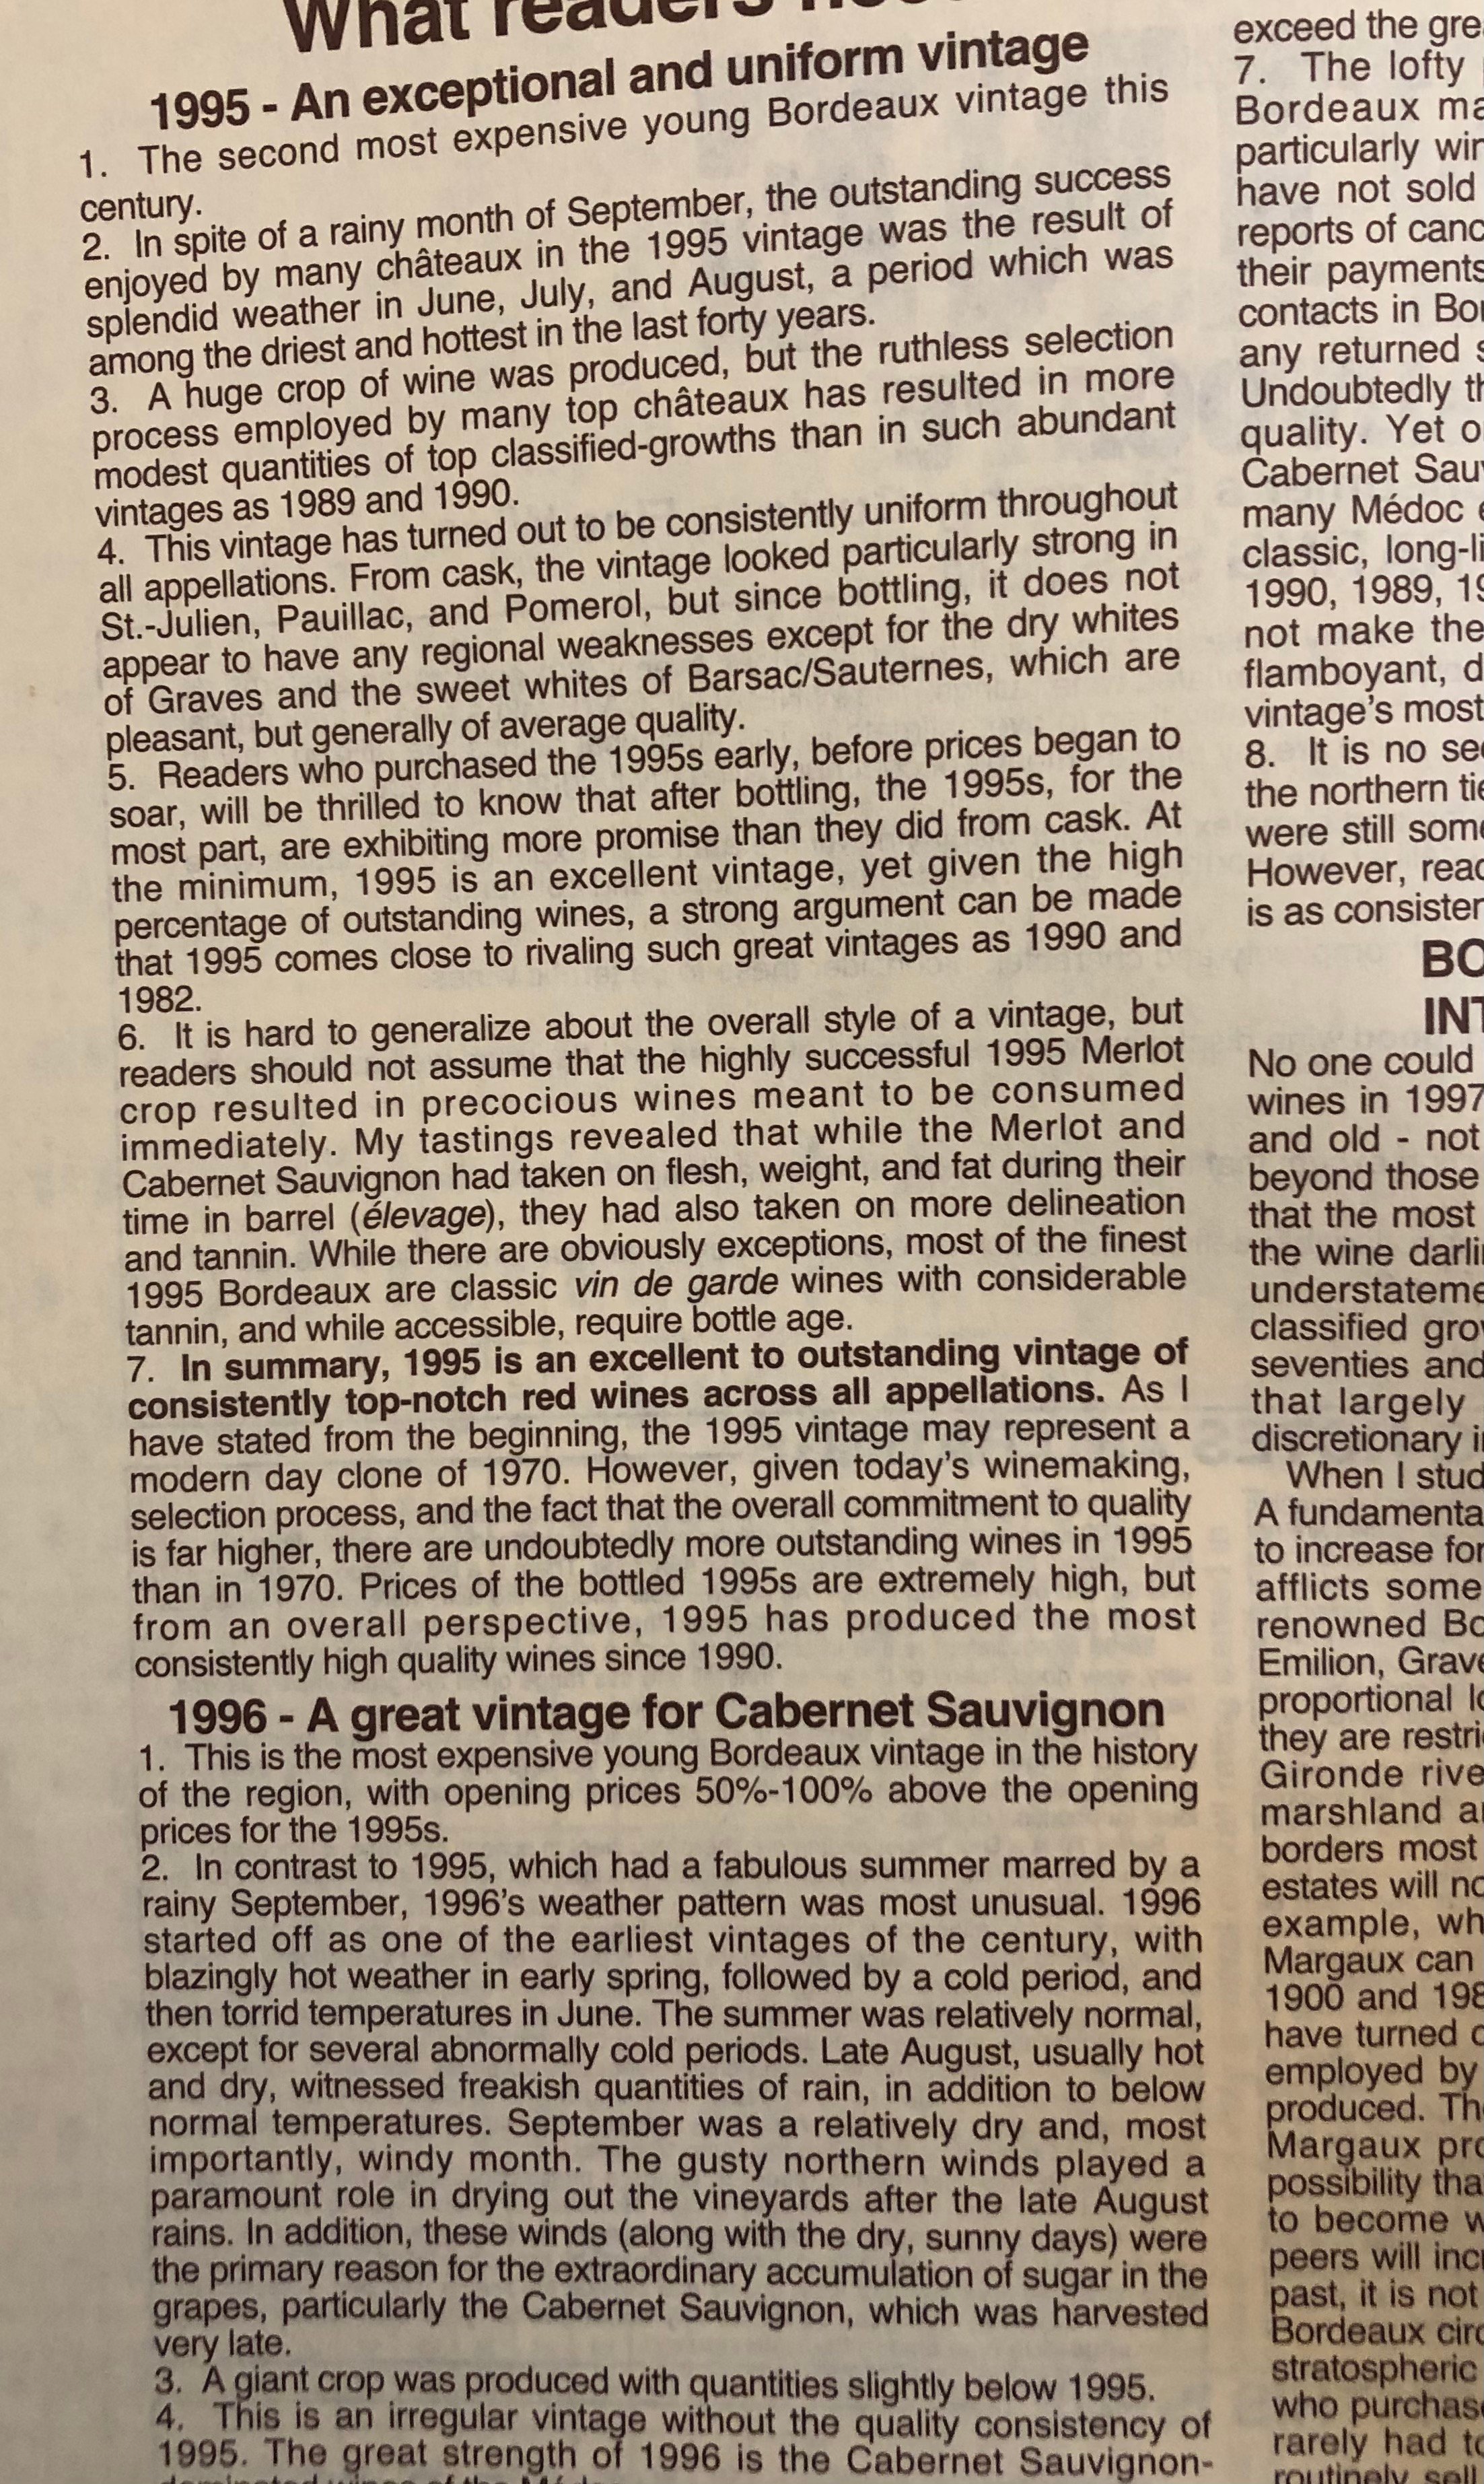 What readers
1995 - An exceptional and uniform vintage
1. The second most expensive young Bordeaux vintage this
century.
2. In spite of a rainy month of September, the outstanding success
enjoyed by many châteaux in the 1995 vintage was the result of
splendid weather in June, July, and August, a period which was
among the driest and hottest in the last forty years.
3. A huge crop of wine was produced, but the ruthless selection
process employed by many top châteaux has resulted in more
modest quantities of top classified-growths than in such abundant
vintages as 1989 and 1990.
4. This vintage has turned out to be consistently uniform throughout
all appellations. From cask, the vintage looked particularly strong in
St.-Julien, Pauillac, and Pomerol, but since bottling, it does not
appear to have any regional weaknesses except for the dry whites
of Graves and the sweet whites of Barsac/Sauternes, which are
pleasant, but generally of average quality.
5. Readers who purchased the 1995s early, before prices began to
soar, will be thrilled to know that after bottling, the 1995s, for the
most part, are exhibiting more promise than they did from cask. At
the minimum, 1995 is an excellent vintage, yet given the high
percentage of outstanding wines, a strong argument can be made
that 1995 comes close to rivaling such great vintages as 1990 and
1982.
6. It is hard to generalize about the overall style of a vintage, but
readers should not assume that the highly successful 1995 Merlot
crop resulted in precocious wines meant to be consumed
immediately. My tastings revealed that while the Merlot and
Cabernet Sauvignon had taken on flesh, weight, and fat during their
time in barrel (élevage), they had also taken on more delineation
and tannin. While there are obviously exceptions, most of the finest
1995 Bordeaux are classic vin de garde wines with considerable
tannin, and while accessible, require bottle age.
7. In summary, 1995 is an excellent to outstanding vintage of
consistently top-notch red wines across all appellations. As I
have stated from the beginning, the 1995 vintage may represent a
modern day clone of 1970. However, given today's winemaking,
selection process, and the fact that the overall commitment to quality
is far higher, there are undoubtedly more outstanding wines in 1995
than in 1970. Prices of the bottled 1995s are extremely high, but
from an overall perspective, 1995 has produced the most
consistently high quality wines since 1990.
1996 - A great vintage for Cabernet Sauvignon
1. This is the most expensive young Bordeaux vintage in the history
of the region, with opening prices 50%-100% above the opening
prices for the 1995s.
2. In contrast to 1995, which had a fabulous summer marred by a
rainy September, 1996's weather pattern was most unusual. 1996
started off as one of the earliest vintages of the century, with
blazingly hot weather in early spring, followed by a cold period, and
then torrid temperatures in June. The summer was relatively normal,
except for several abnormally cold periods. Late August, usually hot
and dry, witnessed freakish quantities of rain, in addition to below
normal temperatures. September was a relatively dry and, most
importantly, windy month. The gusty northern winds played a
paramount role in drying out the vineyards after the late August
rains. In addition, these winds (along with the dry, sunny days) were
the primary reason for the extraordinary accumulation of sugar in the
grapes, particularly the Cabernet Sauvignon, which was harvested
very late.
3. A giant crop was produced with quantities slightly below 1995.
4. This is an irregular vintage without the quality consistency of
1995. The great strength of 1996 is the Cabernet Sauvignon-
exceed the gre
7. The lofty
Bordeaux ma
particularly wir
have not sold
reports of canc
their payments
contacts in Bor
any returned s
Undoubtedly th
quality. Yet o
Cabernet Sauv
many Médoc e
classic, long-li
1990, 1989, 19
not make the
flamboyant, d
vintage's most
8. It is no sec
the northern tie
were still some
However, reac
is as consister
BO
INT
No one could
wines in 1997
and old - not
beyond those
that the most
the wine darli
understateme
classified grov
seventies and
that largely
discretionary i
When I stud
A fundamenta
to increase for
afflicts some
renowned Bo
Emilion, Grave
proportional lo
they are restri
Gironde rive
marshland a
borders most
estates will no
example, wh
Margaux can
1900 and 198
have turned o
employed by
produced. Th
Margaux pro
possibility tha
to become w
peers will incr
past, it is not
Bordeaux circ
stratospheric
who purchase
rarely had to
routinely sell